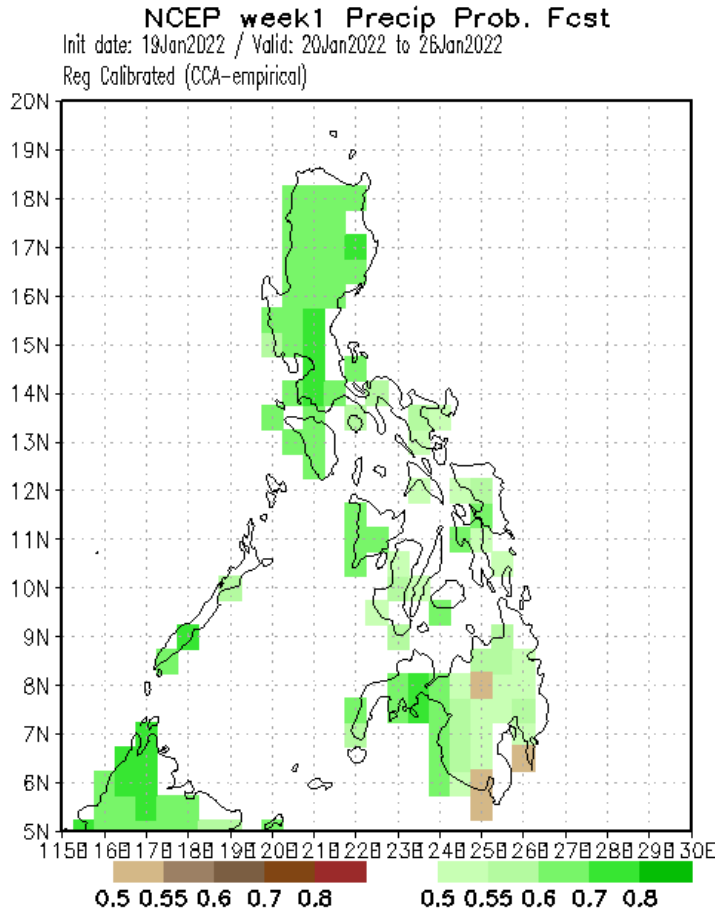 NCEP week1 Precip Prob. Fcst
Init date: 19Jan2022 / Valid: 20Jan2022 to 26Jan2022
Reg Calibrated (CCA-empirical)
20N
19N
18N
17N
16N
15N
14N
13N
12N
11N
10N
9N
8N
7N
6N
5N
115E 116E 117E 118E 119E 120E 121E 122E 123E 124E 125E 126E 127E 128E 129E 130E
0.5 0.55 0.6 0.7 0.8 0.5 0.55 0.6 0.7 0.8